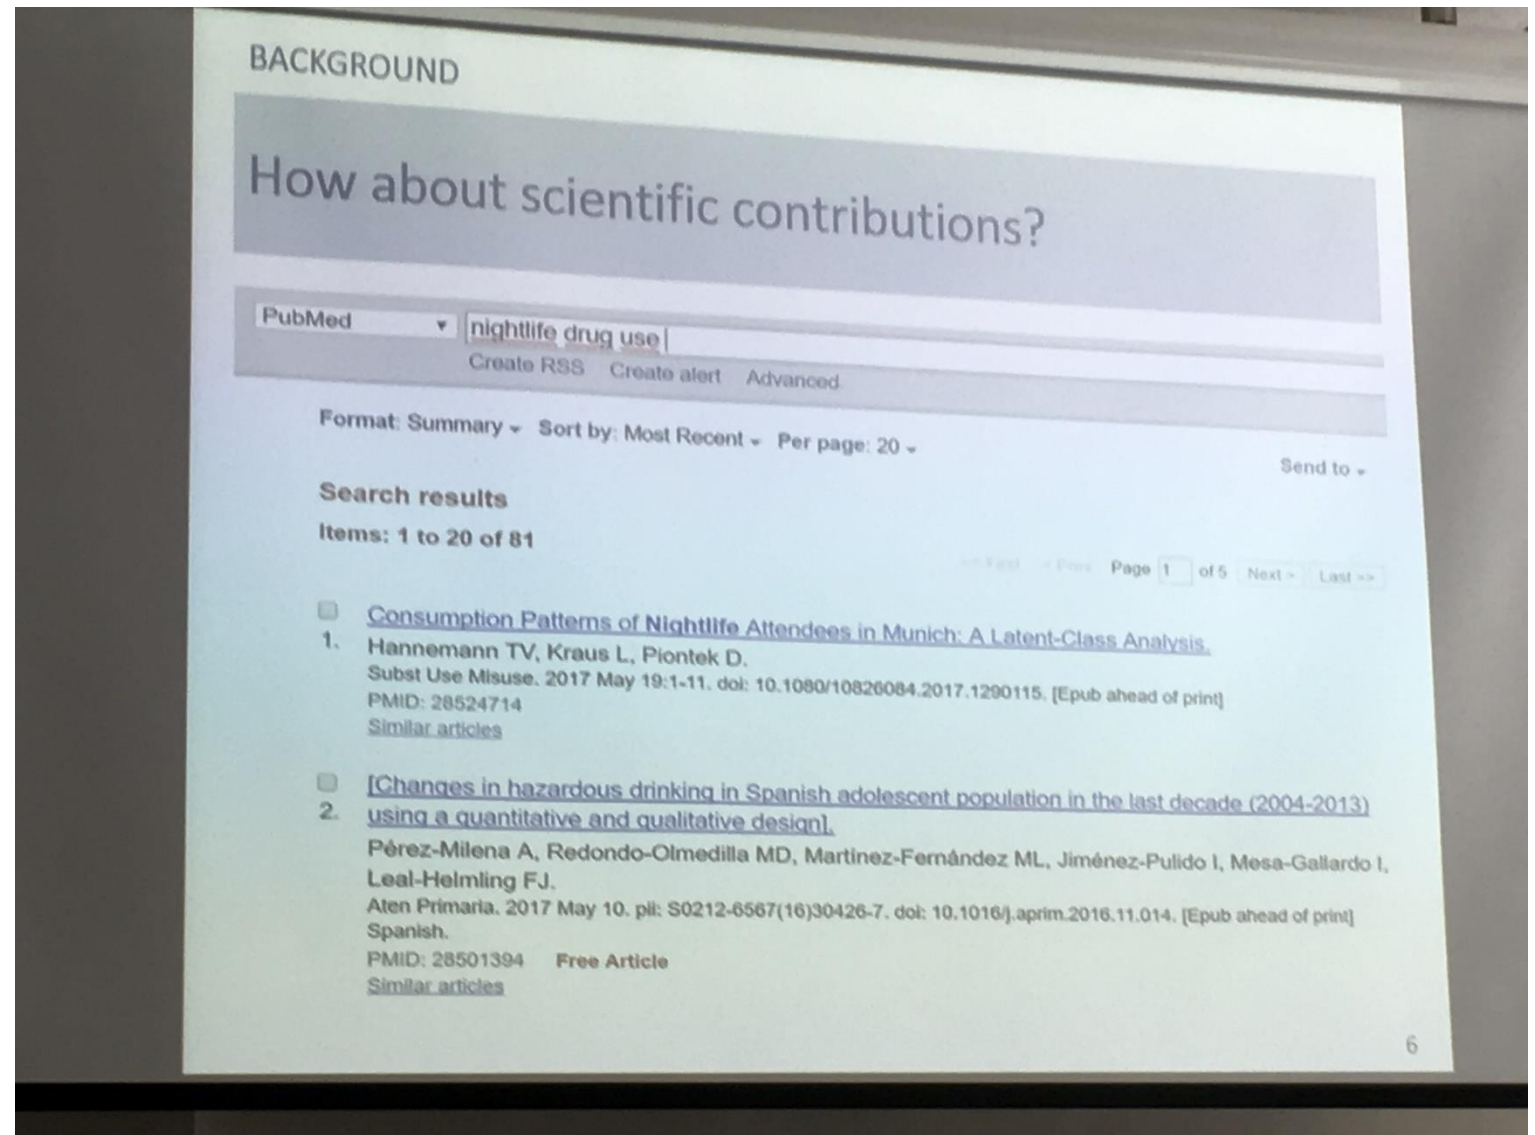 BACKGROUND
How about scientific contributions?
PubMed nightlife drug use
Create RSS Create alert Advanced
Format: Summary Sort by: Most Recent Per page: 20
Send to
Search results
Items: 1 to 20 of 81
<< First < Prev Page 1 of 5 Next > Last >>
Consumption Patterns of Nightlife Attendees in Munich: A Latent-Class Analysis.
1. Hannemann TV, Kraus L, Piontek D.
Subst Use Misuse. 2017 May 19:1-11. doi: 10.1080/10826084.2017.1290115. [Epub ahead of print]
PMID: 28524714
Similar articles
[Changes in hazardous drinking in Spanish adolescent population in the last decade (2004-2013)
2. using a quantitative and qualitative design].
Pérez-Milena A, Redondo-Olmedilla MD, Martínez-Fernández ML, Jiménez-Pulido I, Mesa-Gallardo I,
Leal-Helmling FJ.
Aten Primaria. 2017 May 10. pii: S0212-6567(16)30426-7. doi: 10.1016/j.aprim.2016.11.014. [Epub ahead of print]
Spanish.
PMID: 28501394 Free Article
Similar articles
6